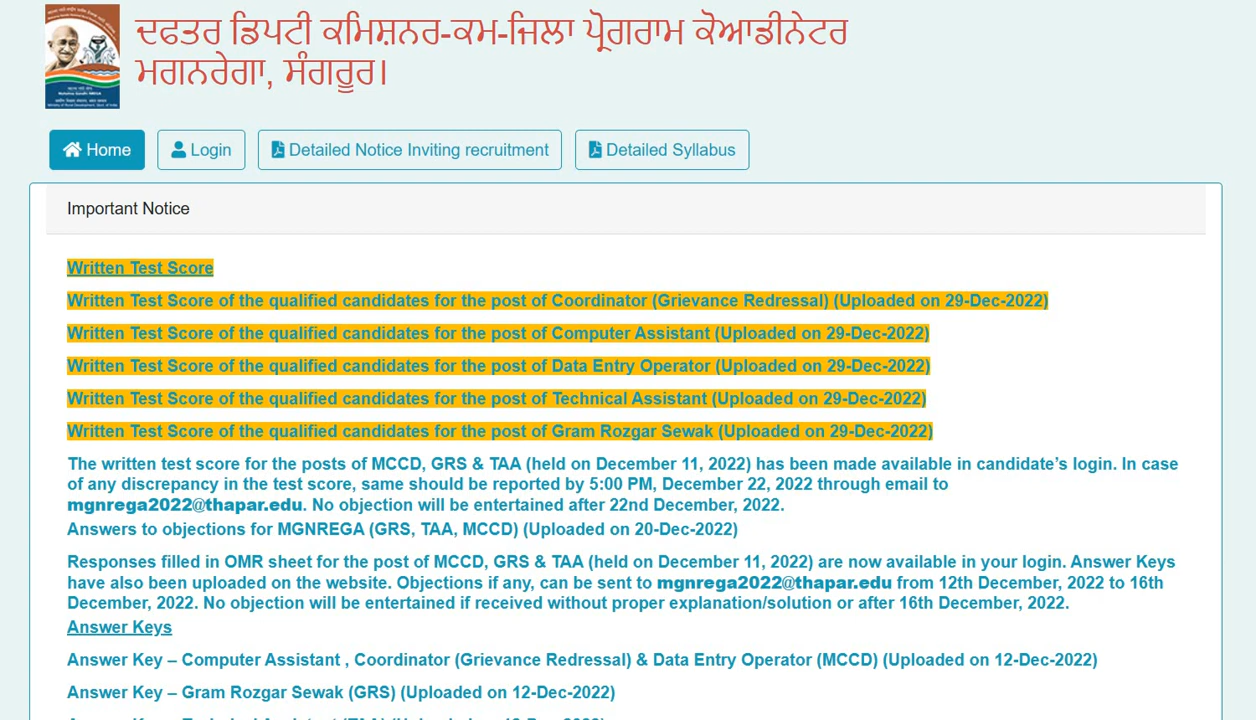 ਦਫਤਰ ਡਿਪਟੀ ਕਮਿਸ਼ਨਰ-ਕਮ-ਜਿਲਾ ਪ੍ਰੋਗਰਾਮ ਕੋਆਡੀਨੇਟਰ
ਮਗਨਰੇਗਾ, ਸੰਗਰੂਰ।
Home
Login
Detailed Notice Inviting recruitment
Detailed Syllabus
Important Notice
Written Test Score
Written Test Score of the qualified candidates for the post of Coordinator (Grievance Redressal) (Uploaded on 29-Dec-2022)
Written Test Score of the qualified candidates for the post of Computer Assistant (Uploaded on 29-Dec-2022)
Written Test Score of the qualified candidates for the post of Data Entry Operator (Uploaded on 29-Dec-2022)
Written Test Score of the qualified candidates for the post of Technical Assistant (Uploaded on 29-Dec-2022)
Written Test Score of the qualified candidates for the post of Gram Rozgar Sewak (Uploaded on 29-Dec-2022)
The written test score for the posts of MCCD, GRS & TAA (held on December 11, 2022) has been made available in candidate’s login. In case
of any discrepancy in the test score, same should be reported by 5:00 PM, December 22, 2022 through email to
mgnrega2022@thapar.edu. No objection will be entertained after 22nd December, 2022.
Answers to objections for MGNREGA (GRS, TAA, MCCD) (Uploaded on 20-Dec-2022)
Responses filled in OMR sheet for the post of MCCD, GRS & TAA (held on December 11, 2022) are now available in your login. Answer Keys
have also been uploaded on the website. Objections if any, can be sent to mgnrega2022@thapar.edu from 12th December, 2022 to 16th
December, 2022. No objection will be entertained if received without proper explanation/solution or after 16th December, 2022.
Answer Keys
Answer Key – Computer Assistant , Coordinator (Grievance Redressal) & Data Entry Operator (MCCD) (Uploaded on 12-Dec-2022)
Answer Key – Gram Rozgar Sewak (GRS) (Uploaded on 12-Dec-2022)